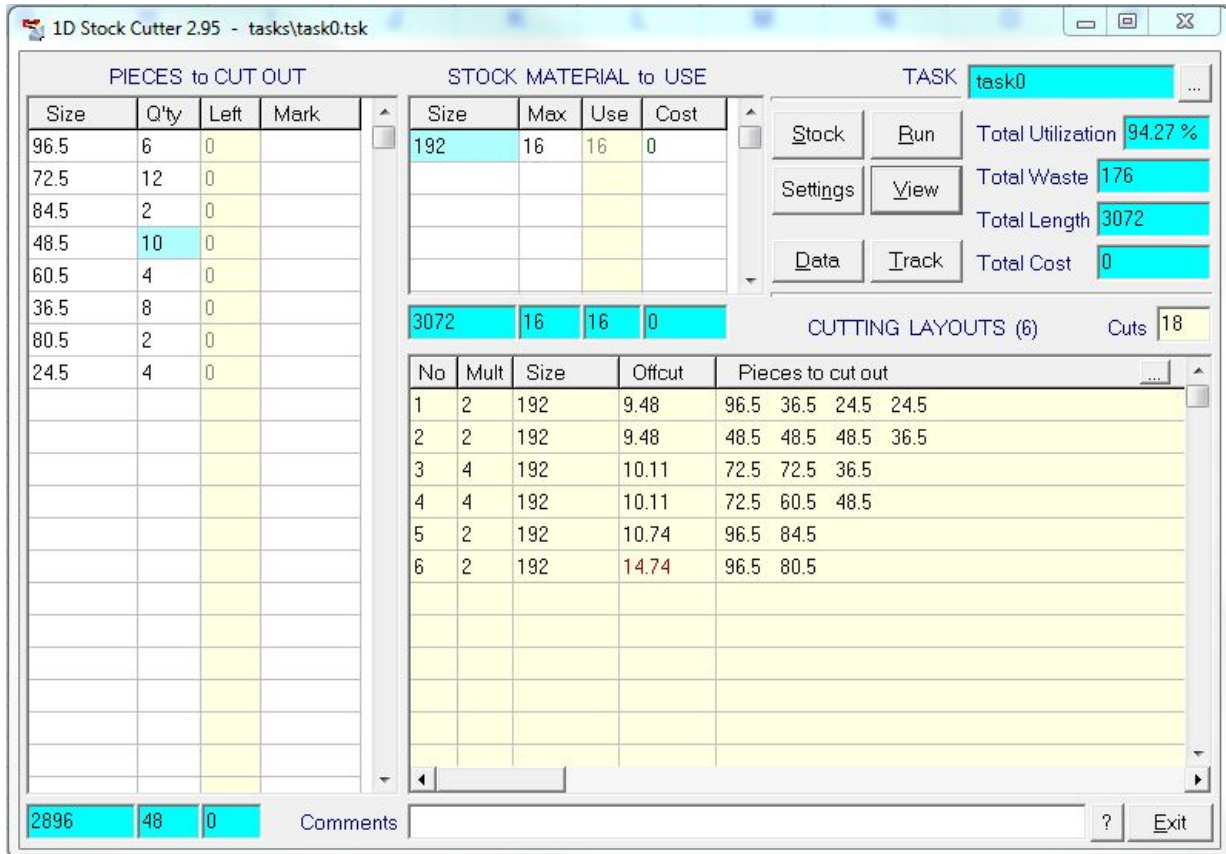 1D Stock Cutter 2.95 - tasks\task0.tsk
PIECES to CUT OUT
Size Q'ty Left Mark
96.5 6 0
72.5 12 0
84.5 2 0
48.5 10 0
60.5 4 0
36.5 8 0
80.5 2 0
24.5 4 0
2896 48 0
STOCK MATERIAL to USE
Size Max Use Cost
192 16 16 0
3072 16 16 0
TASK task0 ...
Stock Run
Settings View
Data Track
Total Utilization 94.27 %
Total Waste 176
Total Length 3072
Total Cost 0
CUTTING LAYOUTS (6) Cuts 18
No Mult Size Offcut Pieces to cut out ...
1 2 192 9.48 96.5 36.5 24.5 24.5
2 2 192 9.48 48.5 48.5 48.5 36.5
3 4 192 10.11 72.5 72.5 36.5
4 4 192 10.11 72.5 60.5 48.5
5 2 192 10.74 96.5 84.5
6 2 192 14.74 96.5 80.5
Comments ? Exit